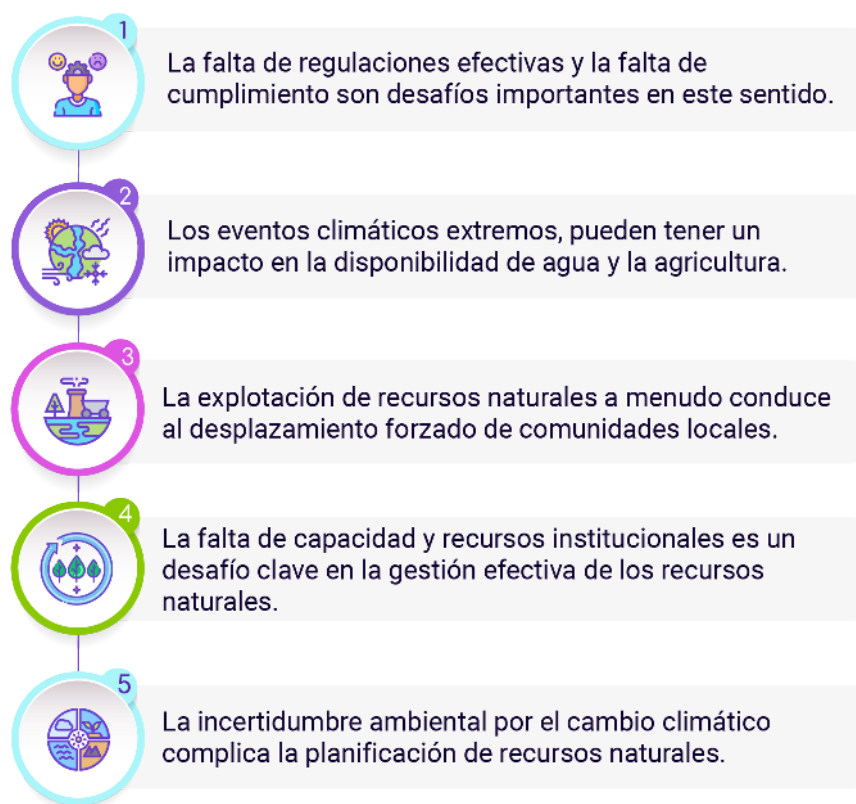 1
La falta de regulaciones efectivas y la falta de
cumplimiento son desafíos importantes en este sentido.
2
Los eventos climáticos extremos, pueden tener un
impacto en la disponibilidad de agua y la agricultura.
3
La explotación de recursos naturales a menudo conduce
al desplazamiento forzado de comunidades locales.
4
La falta de capacidad y recursos institucionales es un
desafío clave en la gestión efectiva de los recursos
naturales.
5
La incertidumbre ambiental por el cambio climático
complica la planificación de recursos naturales.